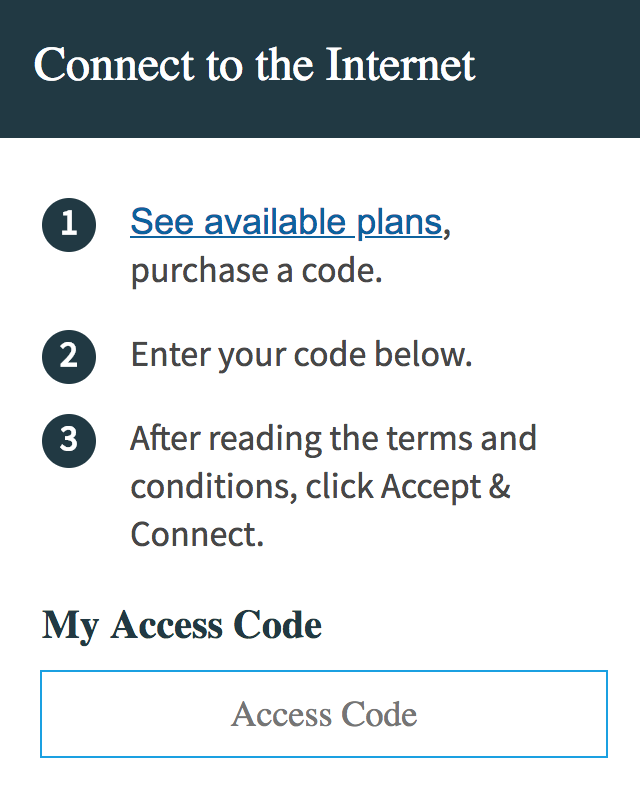 Connect to the Internet
1 See available plans,
purchase a code.
2 Enter your code below.
3 After reading the terms and
conditions, click Accept &
Connect.
My Access Code
Access Code